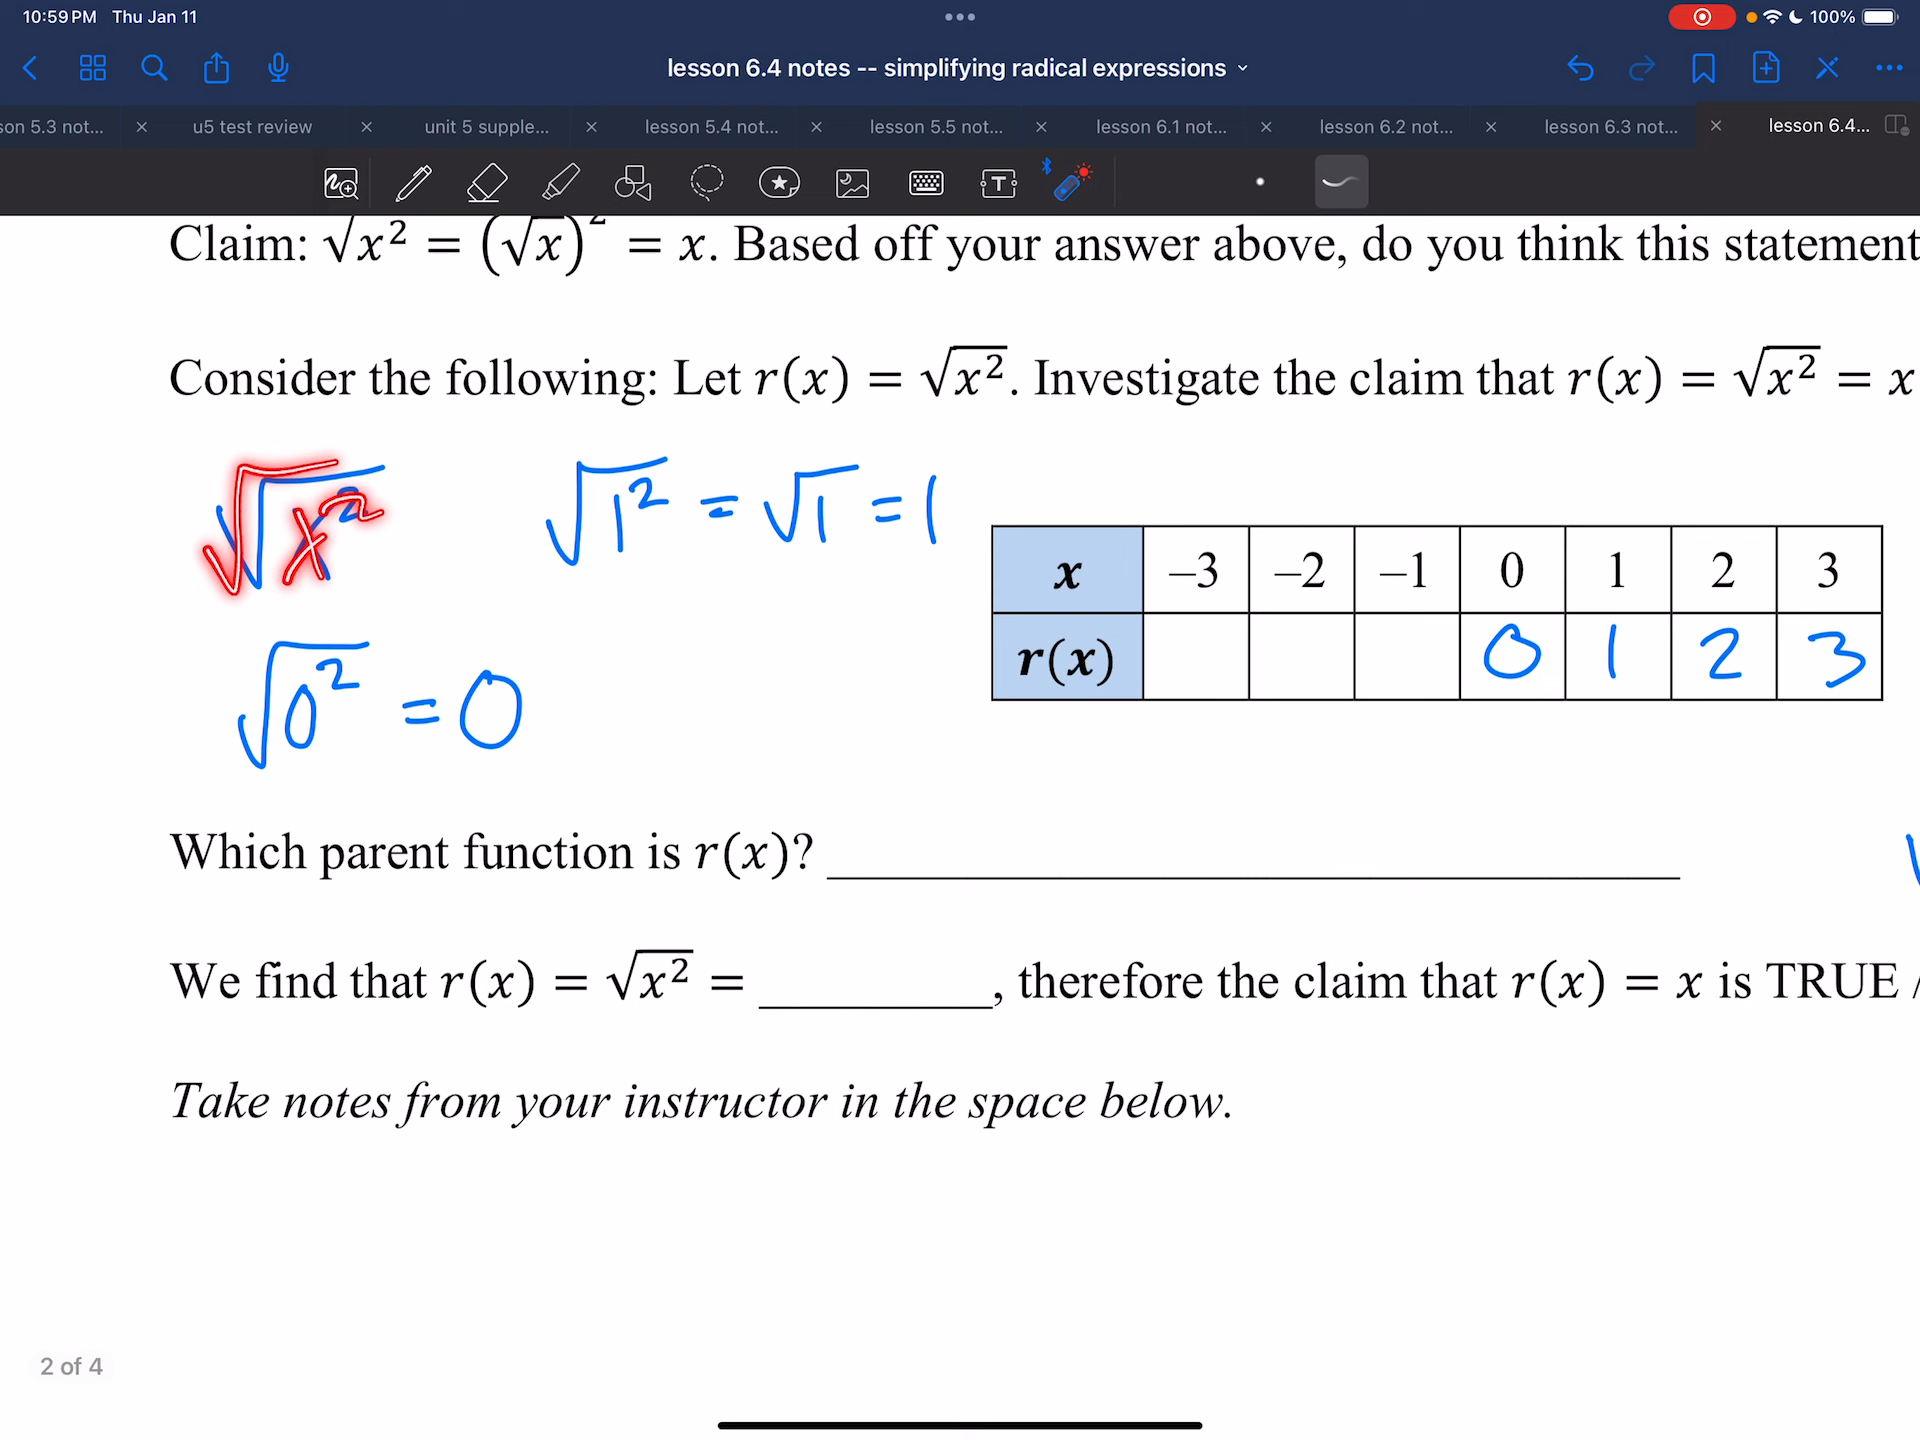 10:59 PM Thu Jan 11
100%
lesson 6.4 notes -- simplifying radical expressions
son 5.3 not... u5 test review unit 5 supple... lesson 5.4 not... lesson 5.5 not... lesson 6.1 not... lesson 6.2 not... lesson 6.3 not... lesson 6.4...
Claim: √x² = (√x)² = x. Based off your answer above, do you think this statement
Consider the following: Let r(x) = √x². Investigate the claim that r(x) = √x² = x
√x² √1² = √1 = 1
x –3 –2 –1 0 1 2 3
r(x) 0 1 2 3
√0² = 0
Which parent function is r(x)? ____________________
We find that r(x) = √x² = __________, therefore the claim that r(x) = x is TRUE /
Take notes from your instructor in the space below.
2 of 4